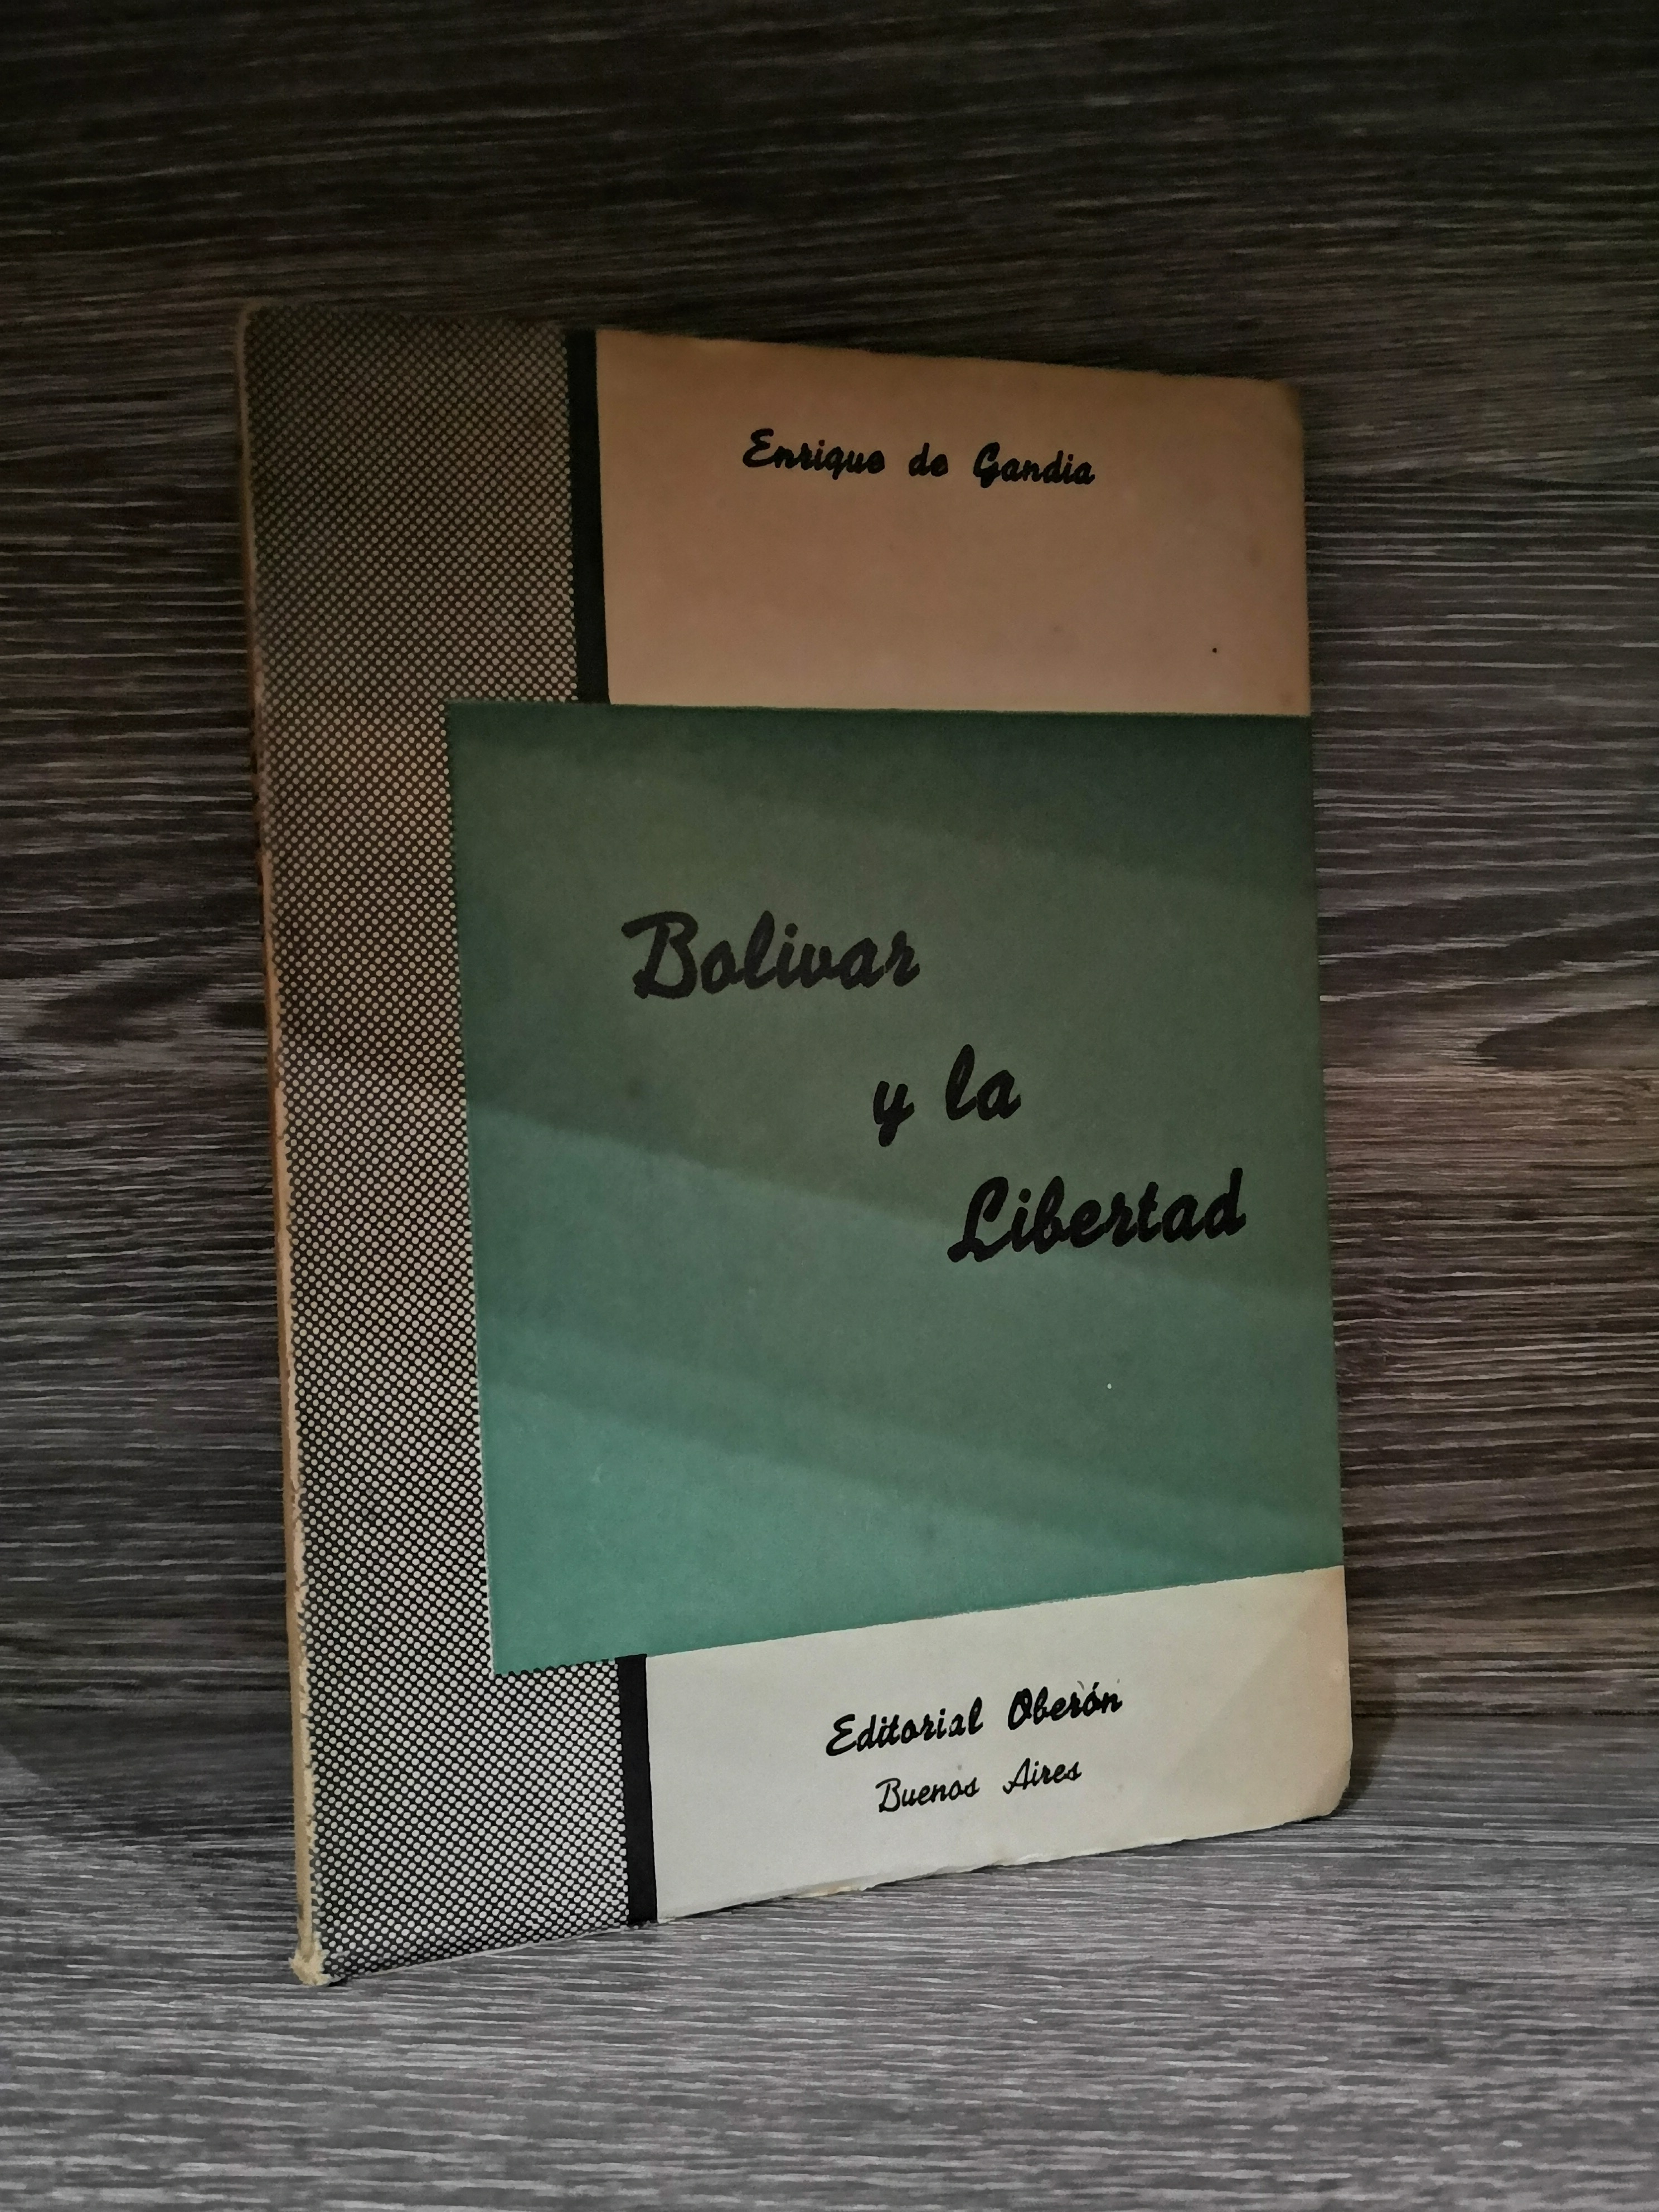 Enrique de Gandia
Bolivar
y la
Libertad
Editorial Oberón
Buenos Aires